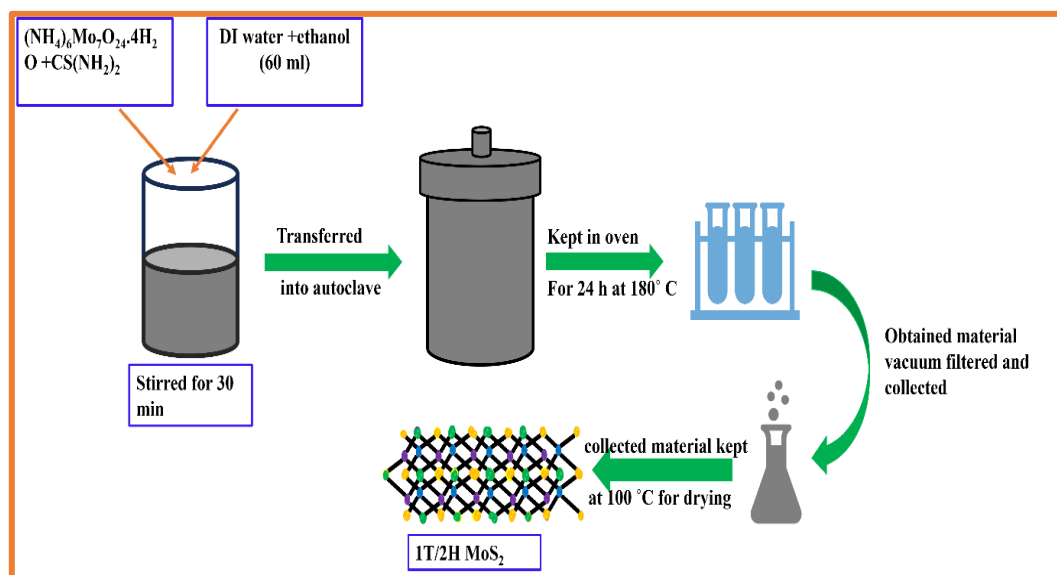 (NH₄)₆Mo₇O₂₄.4H₂
O +CS(NH₂)₂
DI water +ethanol
(60 ml)
Stirred for 30
min
Transferred
into autoclave
Kept in oven
For 24 h at 180° C
Obtained material
vacuum filtered and
collected
collected material kept
at 100 °C for drying
1T/2H MoS₂